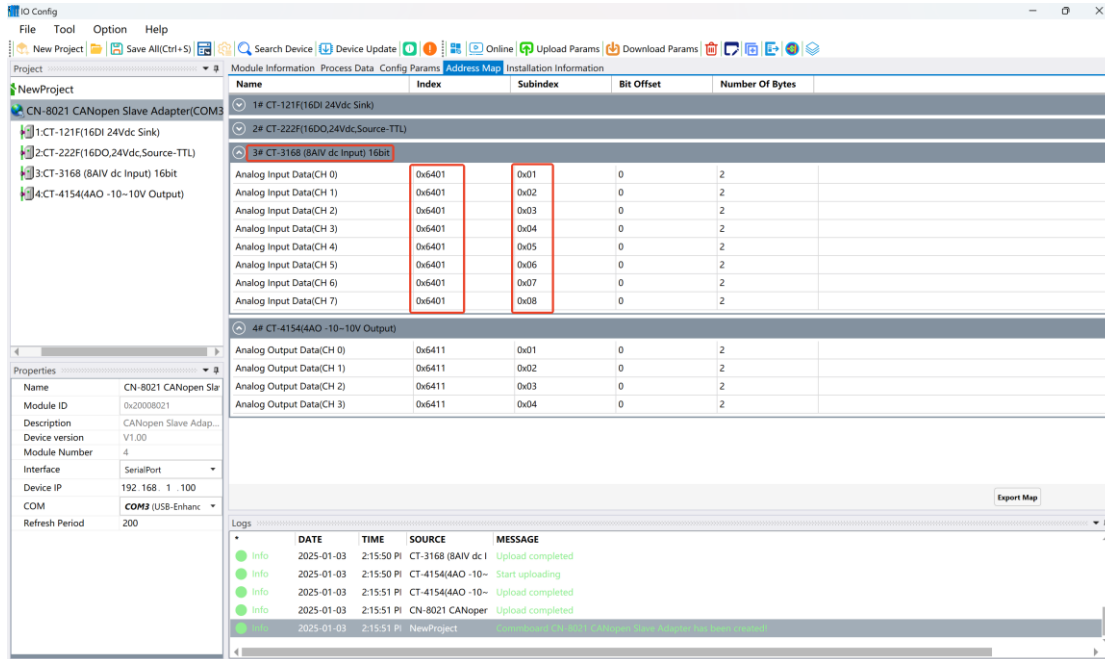 IO Config
File Tool Option Help
New Project Save All(Ctrl+S) Search Device Device Update Online Upload Params Download Params
Project
NewProject
CN-8021 CANopen Slave Adapter(COM3
1:CT-121F(16DI 24Vdc Sink)
2:CT-222F(16DO,24Vdc,Source-TTL)
3:CT-3168 (8AIV dc Input) 16bit
4:CT-4154(4AO -10~10V Output)
Module Information Process Data Config Params Address Map Installation Information
Name Index Subindex Bit Offset Number Of Bytes
1# CT-121F(16DI 24Vdc Sink)
2# CT-222F(16DO,24Vdc,Source-TTL)
3# CT-3168 (8AIV dc Input) 16bit
Analog Input Data(CH 0) 0x6401 0x01 0 2
Analog Input Data(CH 1) 0x6401 0x02 0 2
Analog Input Data(CH 2) 0x6401 0x03 0 2
Analog Input Data(CH 3) 0x6401 0x04 0 2
Analog Input Data(CH 4) 0x6401 0x05 0 2
Analog Input Data(CH 5) 0x6401 0x06 0 2
Analog Input Data(CH 6) 0x6401 0x07 0 2
Analog Input Data(CH 7) 0x6401 0x08 0 2
4# CT-4154(4AO -10~10V Output)
Analog Output Data(CH 0) 0x6411 0x01 0 2
Analog Output Data(CH 1) 0x6411 0x02 0 2
Analog Output Data(CH 2) 0x6411 0x03 0 2
Analog Output Data(CH 3) 0x6411 0x04 0 2
Export Map
Properties
Name CN-8021 CANopen Sla
Module ID 0x20008021
Description CANopen Slave Adap...
Device version V1.00
Module Number 4
Interface SerialPort
Device IP 192.168. 1 .100
COM COM3 (USB-Enhanc
Refresh Period 200
Logs
* DATE TIME SOURCE MESSAGE
Info 2025-01-03 2:15:50 PI CT-3168 (8AIV dc I Upload completed
Info 2025-01-03 2:15:50 PI CT-4154(4AO -10~ Start uploading
Info 2025-01-03 2:15:51 PI CT-4154(4AO -10~ Upload completed
Info 2025-01-03 2:15:51 PI CN-8021 CANoper Upload completed
Info 2025-01-03 2:15:51 PI NewProject Commboard CN-8021 CANopen Slave Adapter has been created!